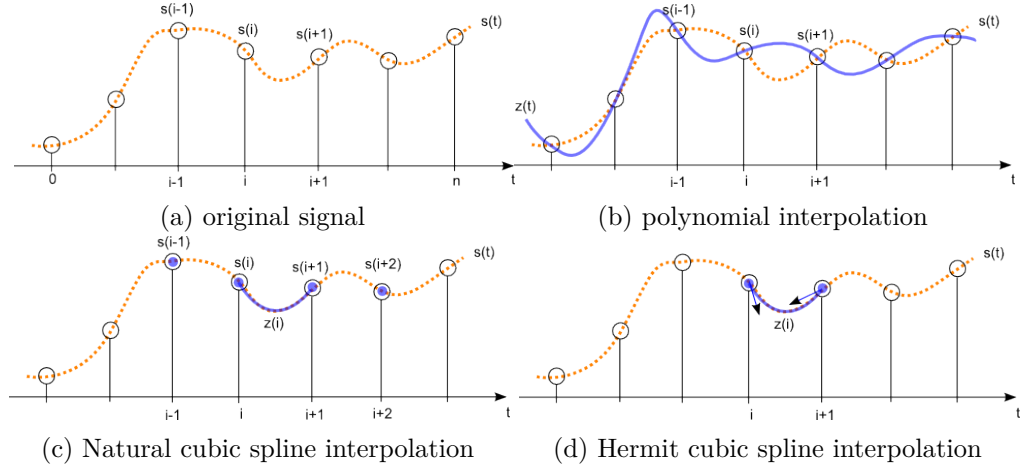 s(i-1)
s(i)
s(i+1)
s(t)
0
i-1
i
i+1
n
t
(a) original signal
s(i-1)
s(i)
s(i+1)
s(t)
z(t)
i-1
i
i+1
t
(b) polynomial interpolation
s(i-1)
s(i)
s(i+1)
s(i+2)
s(t)
z(i)
i-1
i
i+1
i+2
t
(c) Natural cubic spline interpolation
s(t)
z(i)
i
i+1
t
(d) Hermit cubic spline interpolation